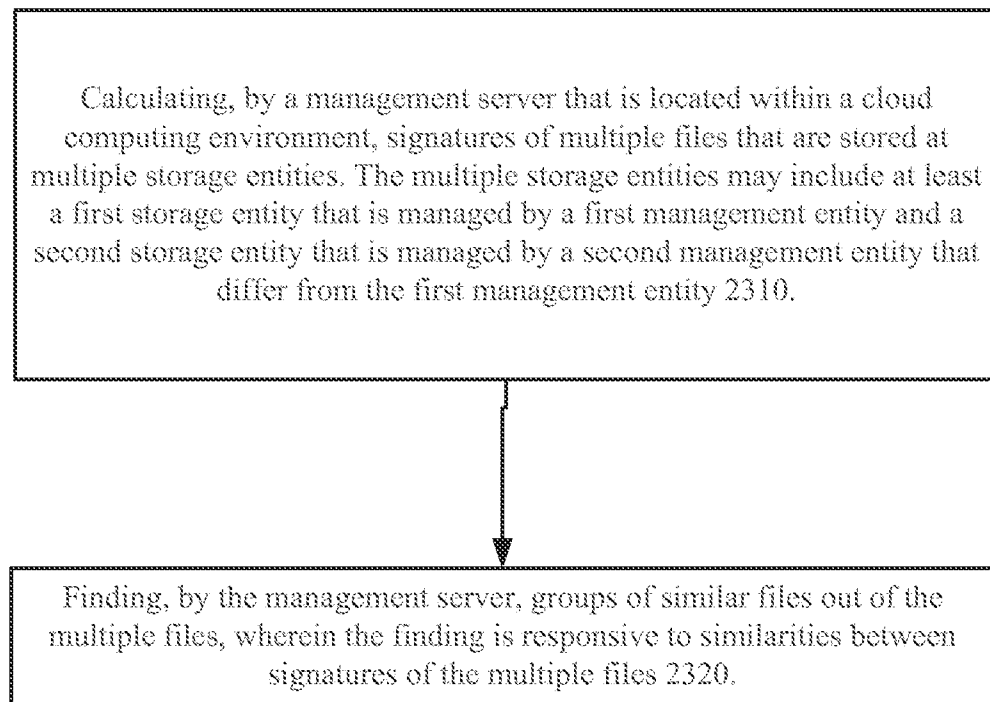 Calculating, by a management server that is located within a cloud
computing environment, signatures of multiple files that are stored at
multiple storage entities. The multiple storage entities may include at least
a first storage entity that is managed by a first management entity and a
second storage entity that is managed by a second management entity that
differ from the first management entity 2310.
Finding, by the management server, groups of similar files out of the
multiple files, wherein the finding is responsive to similarities between
signatures of the multiple files 2320.